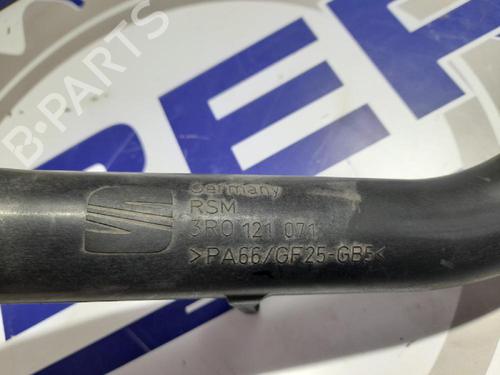 B-PARTS
Germany
RSM
3R0 121 071
>PA66/GF25-GB5<